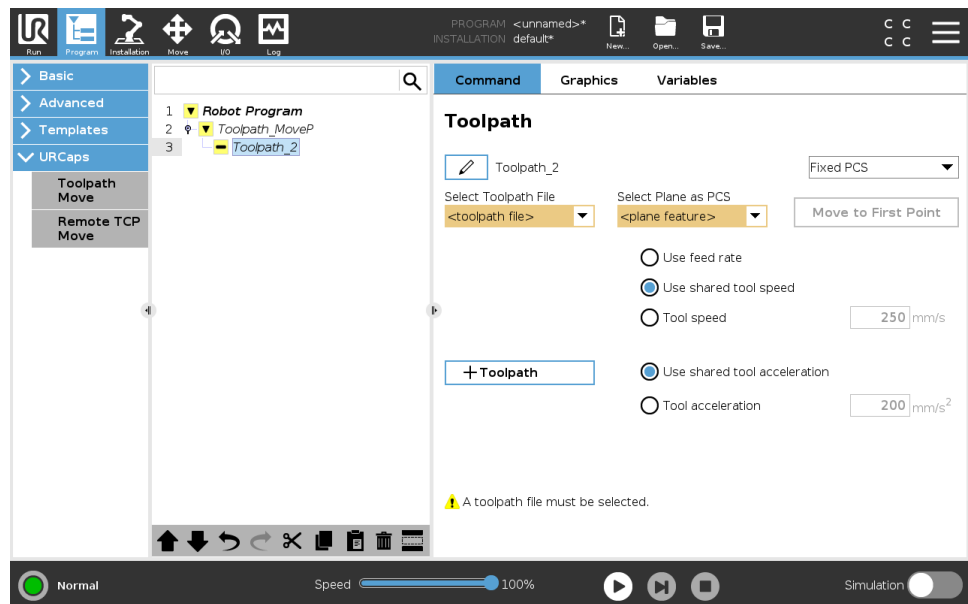 PROGRAM <unnamed>*
INSTALLATION default*
Run Program Installation Move I/O Log New... Open... Save...
C C
C C
Basic
Advanced
Templates
URCaps
Toolpath
Move
Remote TCP
Move
1 Robot Program
2 Toolpath_MoveP
3 Toolpath_2
Command Graphics Variables
Toolpath
Toolpath_2 Fixed PCS
Select Toolpath File Select Plane as PCS
<toolpath file> <plane feature> Move to First Point
Use feed rate
Use shared tool speed
Tool speed 250 mm/s
+Toolpath Use shared tool acceleration
Tool acceleration 200 mm/s²
A toolpath file must be selected.
Normal Speed 100% Simulation